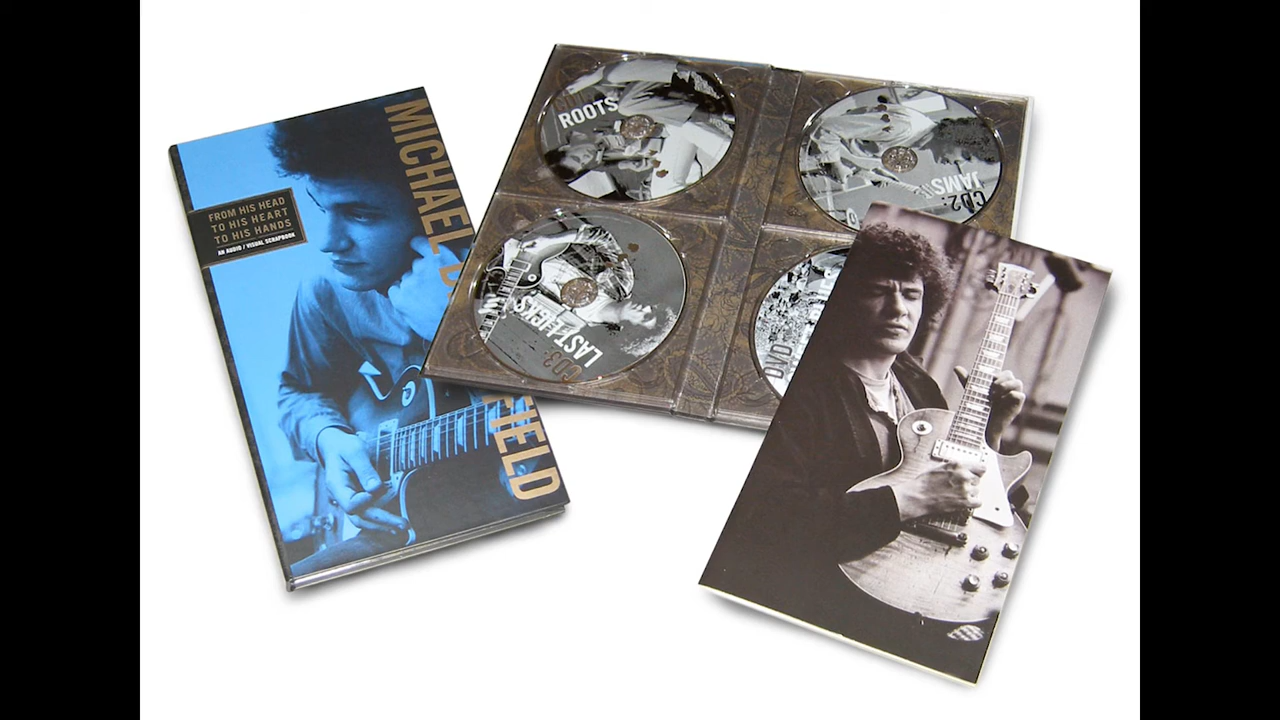 MICHAEL B
FIELD
FROM HIS HEAD
TO HIS HEART
TO HIS HANDS
AN AUDIO / VISUAL SCRAPBOOK
ROOTS
CD2:
JAMS
CD3:
LAST LICKS
DVD